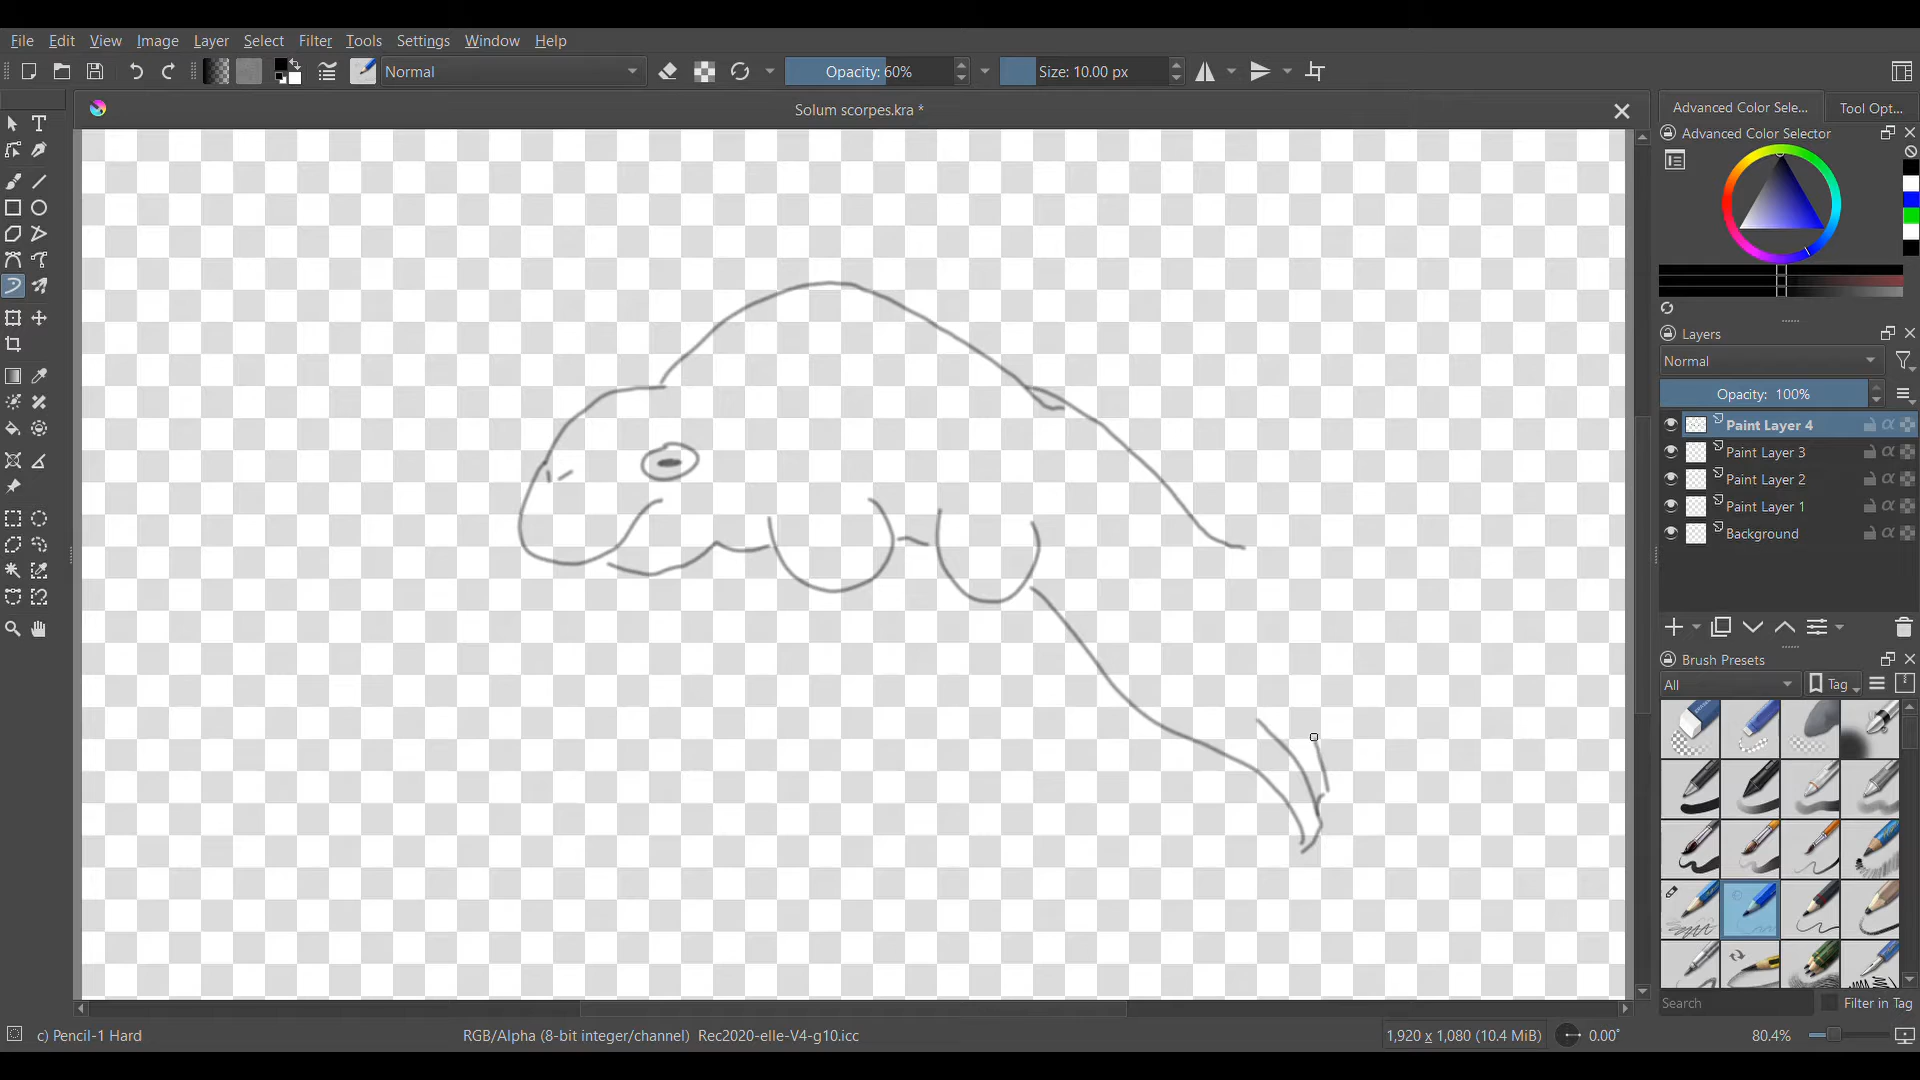 File Edit View Image Layer Select Filter Tools Settings Window Help
Normal Opacity: 60% Size: 10.00 px
Solum scorpes.kra *
Advanced Color Sele... Tool Opt...
Advanced Color Selector
Layers
Normal
Opacity: 100%
Paint Layer 4
Paint Layer 3
Paint Layer 2
Paint Layer 1
Background
Brush Presets
All Tag
Search Filter in Tag
c) Pencil-1 Hard RGB/Alpha (8-bit integer/channel) Rec2020-elle-V4-g10.icc 1,920 x 1,080 (10.4 MiB) 0.00° 80.4%